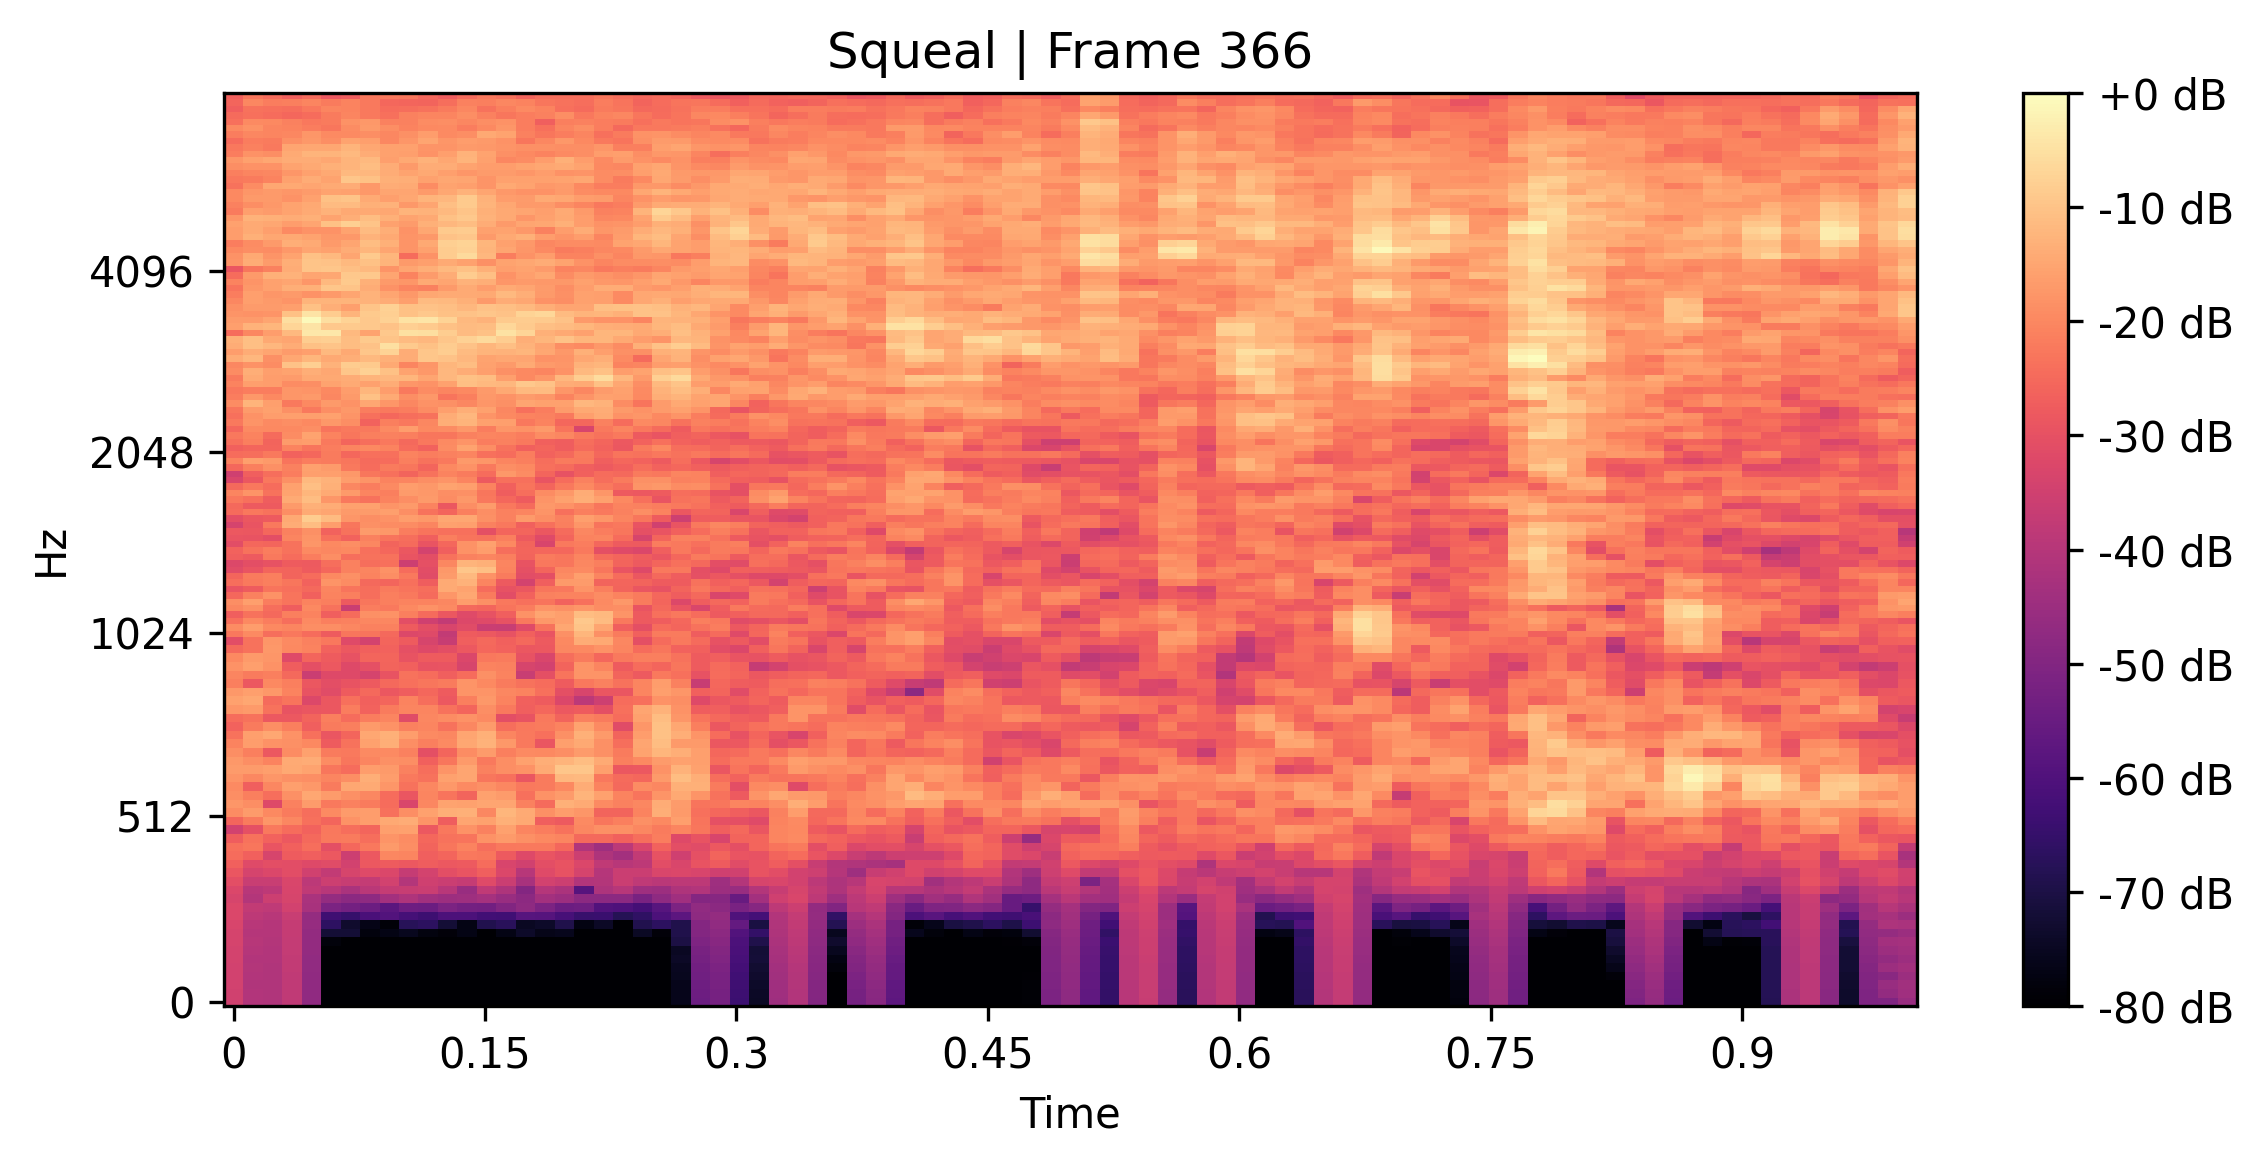 Squeal | Frame 366
Hz
4096
2048
1024
512
0
0 0.15 0.3 0.45 0.6 0.75 0.9
Time
+0 dB
-10 dB
-20 dB
-30 dB
-40 dB
-50 dB
-60 dB
-70 dB
-80 dB